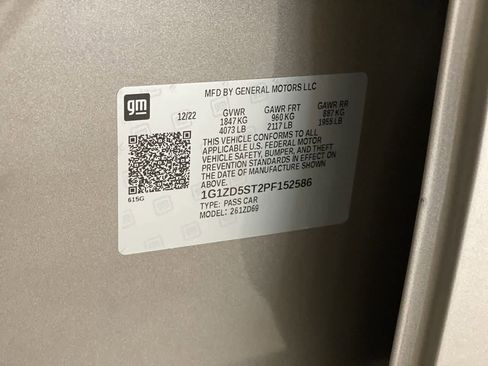 gm
MFD BY GENERAL MOTORS LLC
12/22 GVWR GAWR FRT GAWR RR
1847 KG 960 KG 887 KG
4073 LB 2117 LB 1955 LB
THIS VEHICLE CONFORMS TO ALL
APPLICABLE U.S. FEDERAL MOTOR
VEHICLE SAFETY, BUMPER, AND THEFT
PREVENTION STANDARDS IN EFFECT ON
THE DATE OF MANUFACTURE SHOWN
ABOVE.
1G1ZD5ST2PF152586
TYPE: PASS CAR
MODEL: 261ZD69
615G